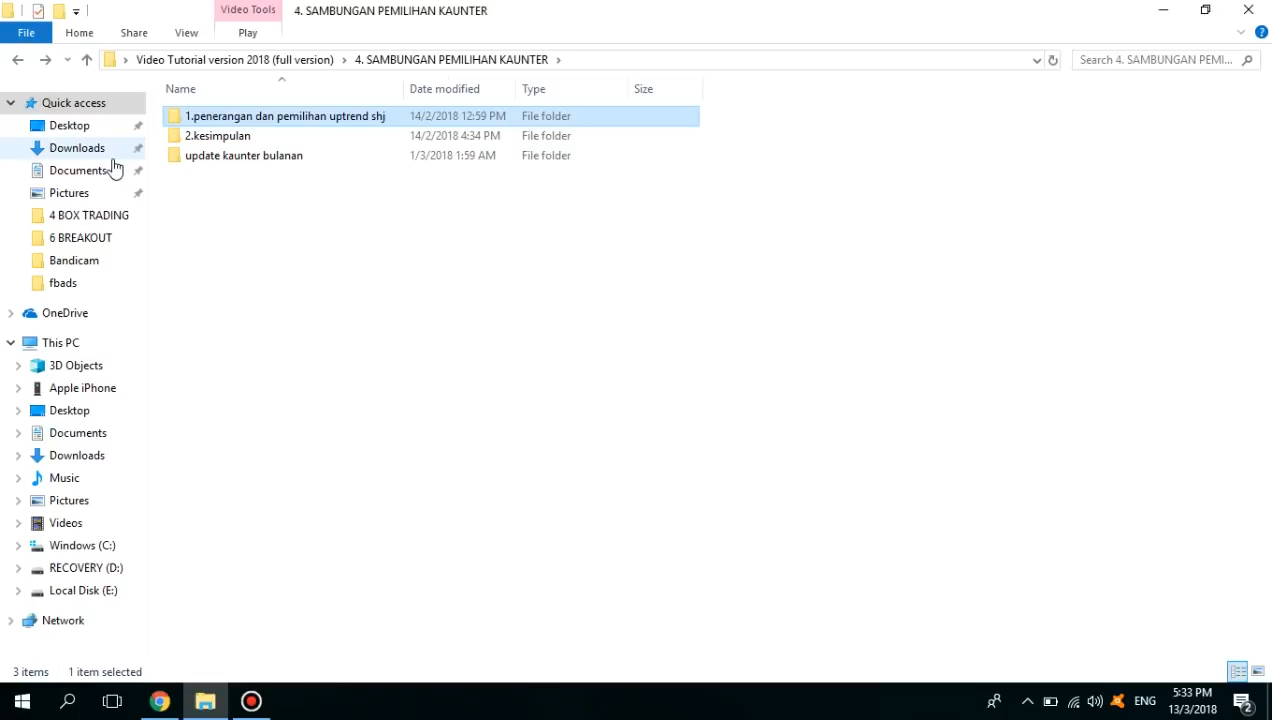 Video Tools
4. SAMBUNGAN PEMILIHAN KAUNTER
File
Home
Share
View
Play
Video Tutorial version 2018 (full version)
4. SAMBUNGAN PEMILIHAN KAUNTER
Search 4. SAMBUNGAN PEMI...
Name
Date modified
Type
Size
1.penerangan dan pemilihan uptrend shj 14/2/2018 12:59 PM File folder
2.kesimpulan 14/2/2018 4:34 PM File folder
update kaunter bulanan 1/3/2018 1:59 AM File folder
Quick access
Desktop
Downloads
Documents
Pictures
4 BOX TRADING
6 BREAKOUT
Bandicam
fbads
OneDrive
This PC
3D Objects
Apple iPhone
Desktop
Documents
Downloads
Music
Pictures
Videos
Windows (C:)
RECOVERY (D:)
Local Disk (E:)
Network
3 items
1 item selected
ENG
5:33 PM
13/3/2018
2